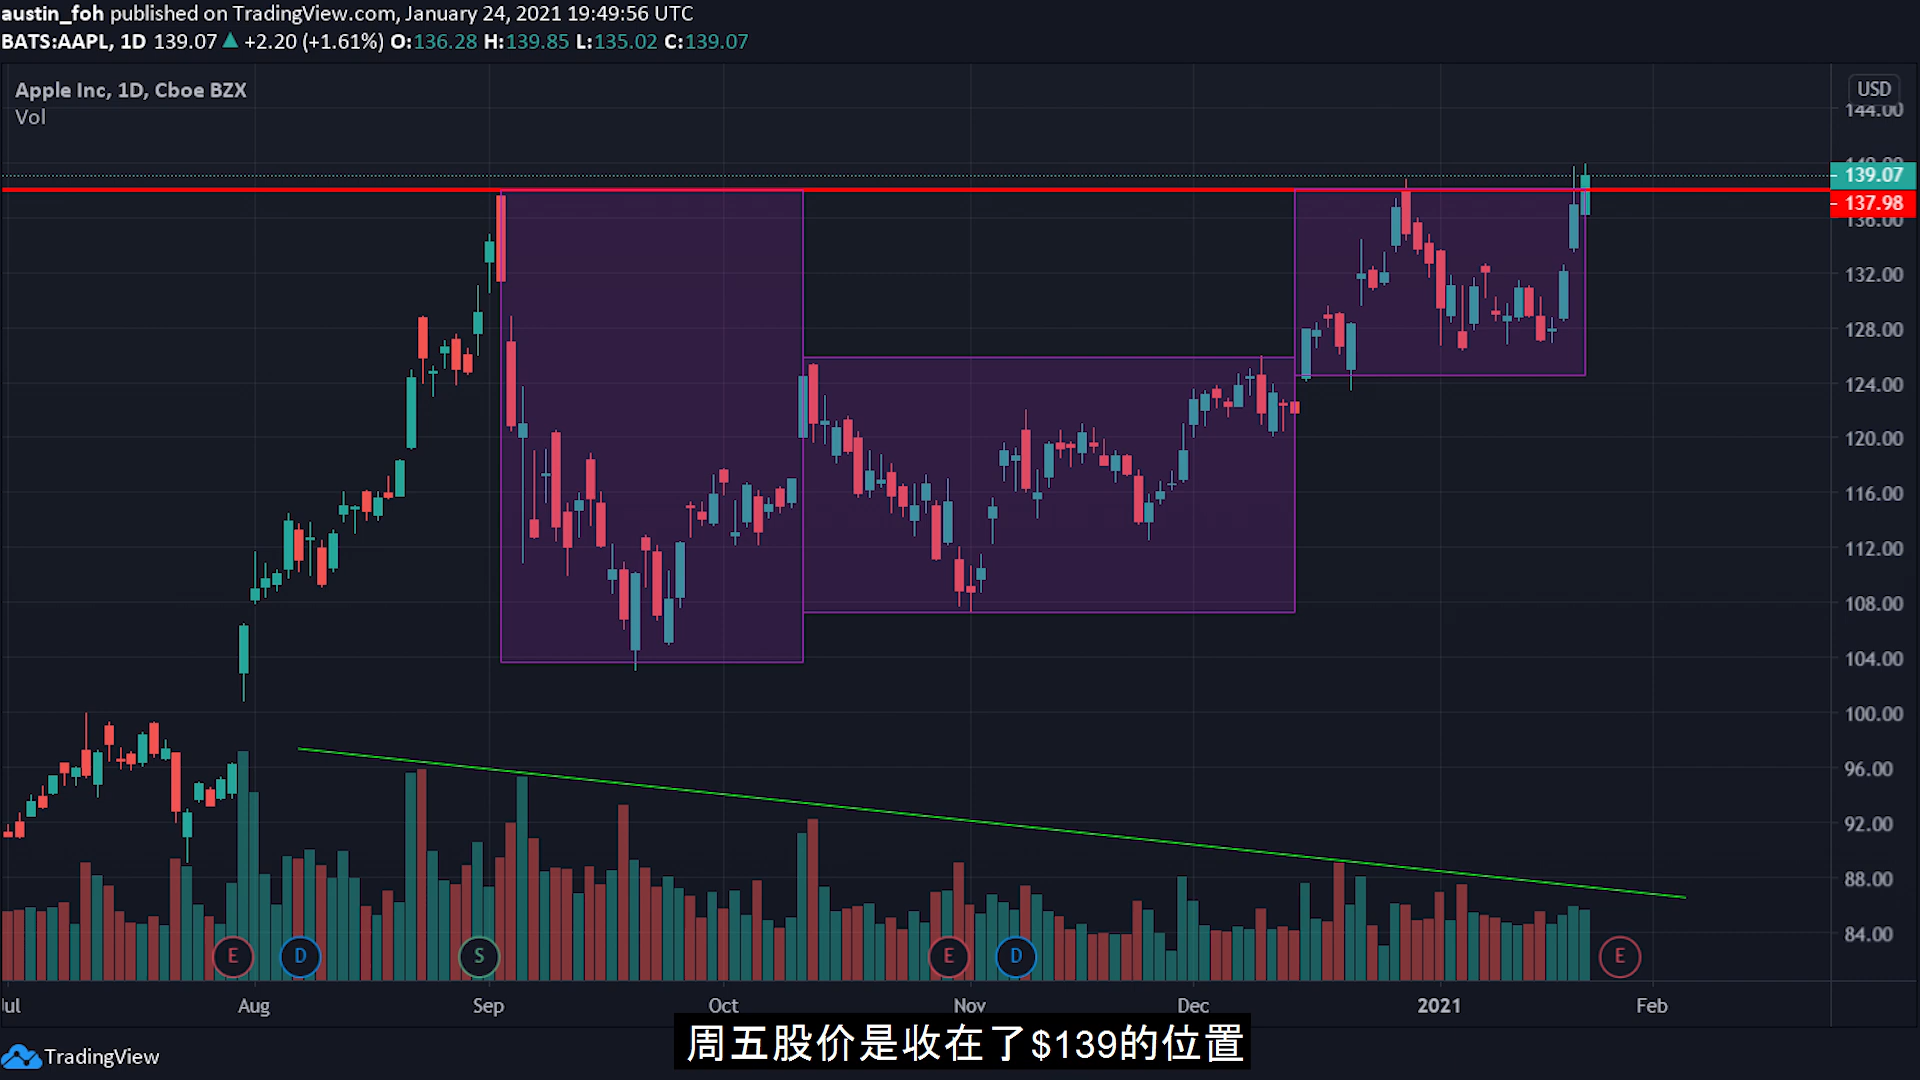 austin_foh published on TradingView.com, January 24, 2021 19:49:56 UTC
BATS:AAPL, 1D 139.07 ▲ +2.20 (+1.61%) O:136.28 H:139.85 L:135.02 C:139.07
Apple Inc, 1D, Cboe BZX
Vol
USD
144.00
139.07
137.98
136.00
132.00
128.00
124.00
120.00
116.00
112.00
108.00
104.00
100.00
96.00
92.00
88.00
84.00
E D S E D E
Aug Sep Oct Nov Dec 2021 Feb
周五股价是收在了$139的位置
TradingView